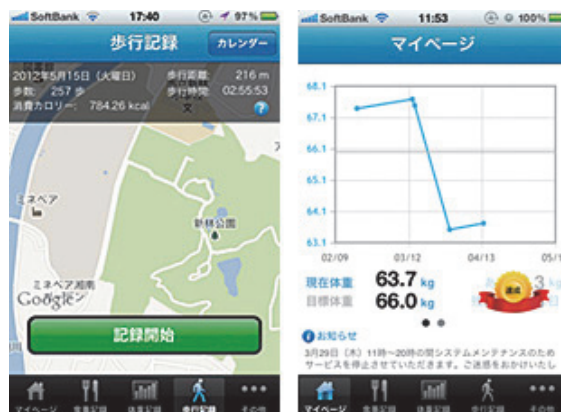 SoftBank 17:40 97%
歩行記録 カレンダー
2012年5月15日（火曜日） 歩行距離: 216 m
歩数: 257 歩 歩行時間: 02:55:53
消費カロリー: 784.26 kcal ?
文
ミネベア
新林公園
ミネベア湘南
Google
川
記録開始
マイページ 食事記録 体重記録 歩行記録 その他
SoftBank 11:53 100%
マイページ
68.1
67.1
66.1
65.1
64.1
63.1
02/09 03/12 04/13 05/1
現在体重 63.7 kg 3 kg
目標体重 66.0 kg 達成 日
お知らせ
3月29日（木）11時〜20時の間システムメンテナンスのため
サービスを停止させていただきます。ご迷惑をおかけいたし
マイページ 食事記録 体重記録 歩行記録 その他